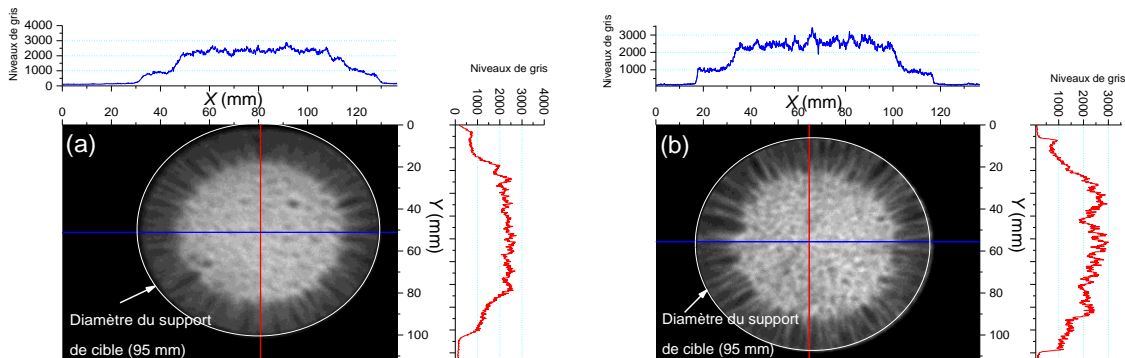 Niveaux de gris
4000
3000
2000
1000
0
0 20 40 60 80 100 120
X (mm)
Niveaux de gris
0 1000 2000 3000 4000
(a)
0
20
40
60
80
100
Y (mm)
Diamètre du support
de cible (95 mm)
Niveaux de gris
3000
2000
1000
0 20 40 60 80 100 120
X (mm)
Niveaux de gris
1000 2000 3000
(b)
0
20
40
60
80
100
Y (mm)
Diamètre du support
de cible (95 mm)